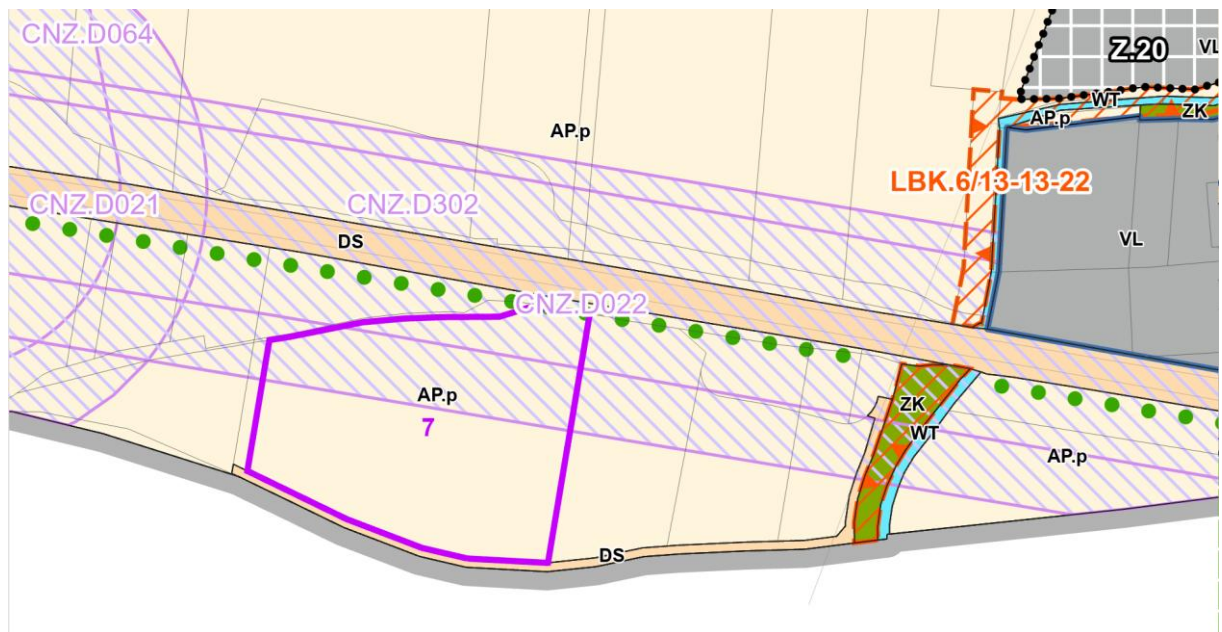 CNZ.D064
Z.20
VL
WT
ZK
AP.p
AP.p
LBK.6/13-13-22
CNZ.D021
CNZ.D302
DS
VL
CNZ.D022
AP.p
7
ZK
WT
AP.p
DS